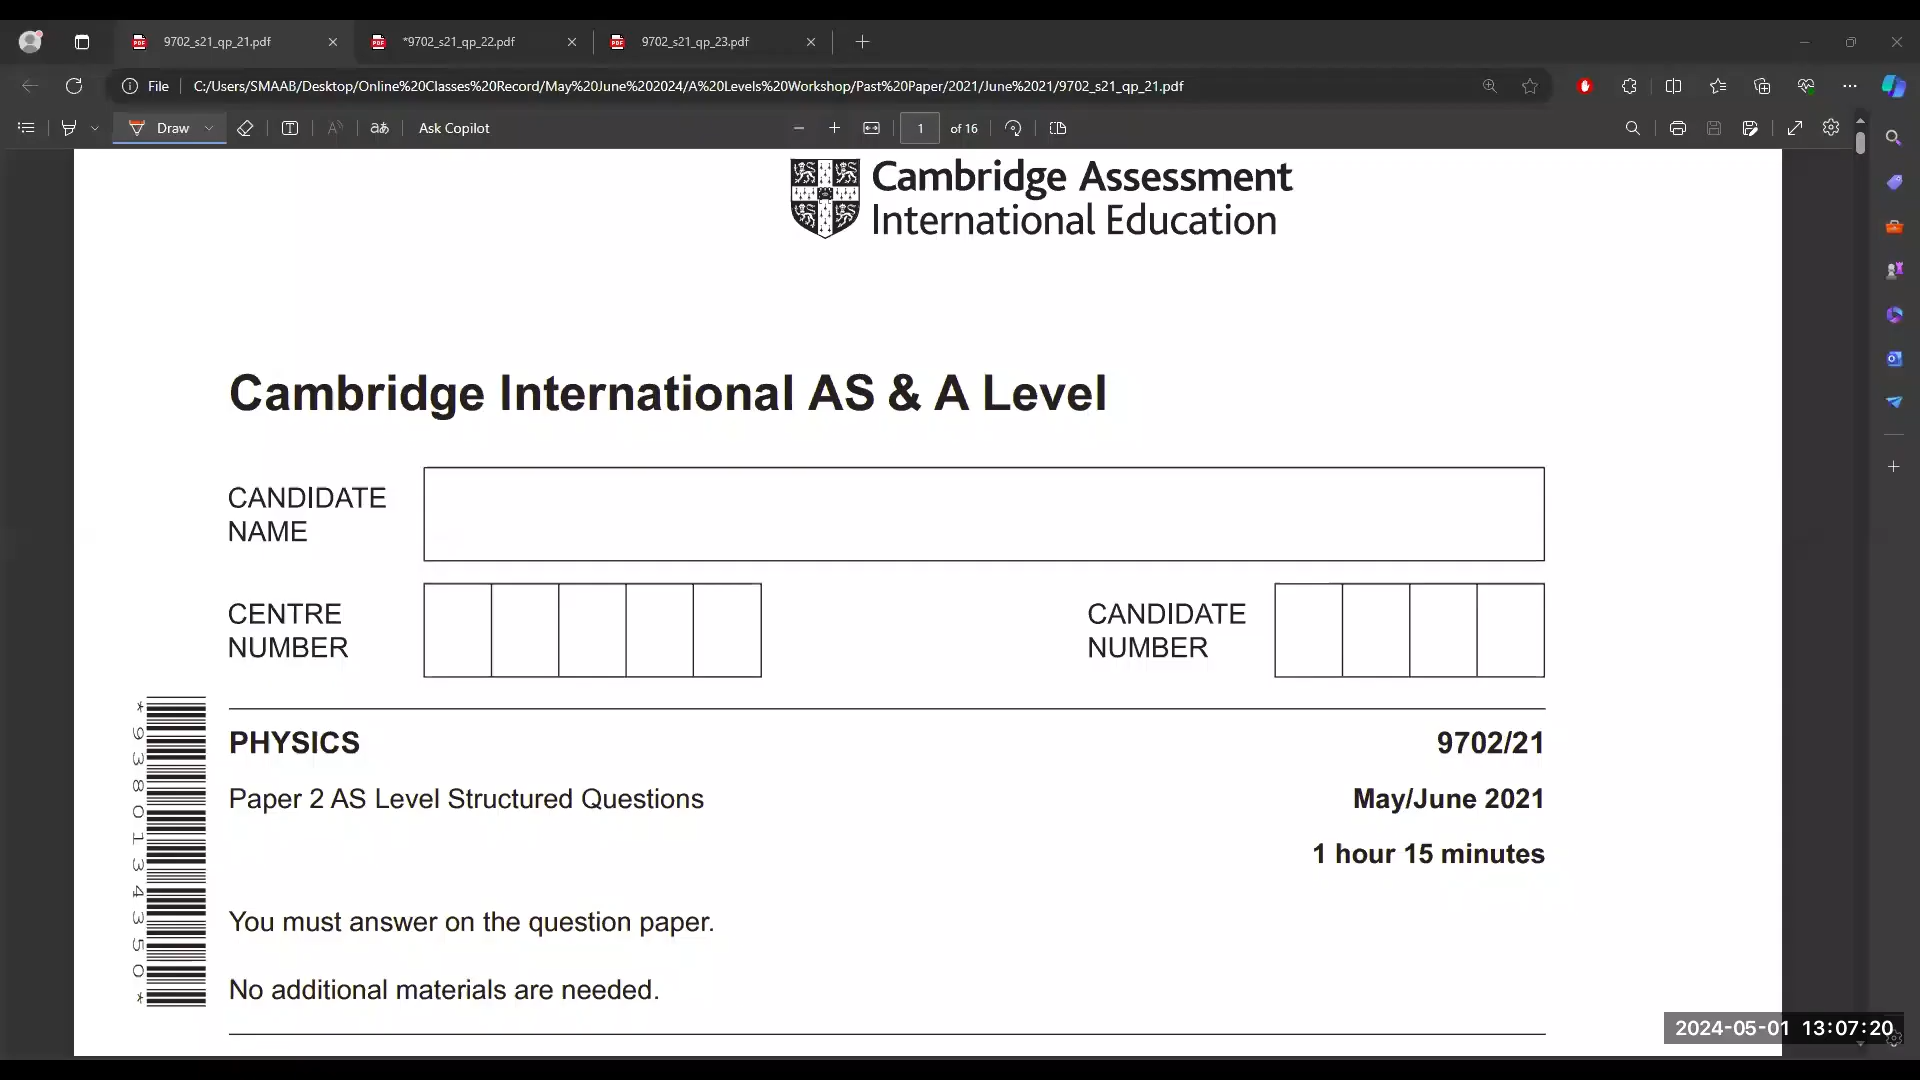 9702_s21_qp_21.pdf
*9702_s21_qp_22.pdf
9702_s21_qp_23.pdf
File
C:/Users/SMAAB/Desktop/Online%20Classes%20Record/May%20June%202024/A%20Levels%20Workshop/Past%20Paper/2021/June%2021/9702_s21_qp_21.pdf
Draw
aあ
Ask Copilot
1 of 16
Cambridge Assessment
International Education
Cambridge International AS & A Level
CANDIDATE
NAME
CENTRE
NUMBER
CANDIDATE
NUMBER
*9380134350*
PHYSICS 9702/21
Paper 2 AS Level Structured Questions May/June 2021
1 hour 15 minutes
You must answer on the question paper.
No additional materials are needed.
2024-05-01 13:07:20